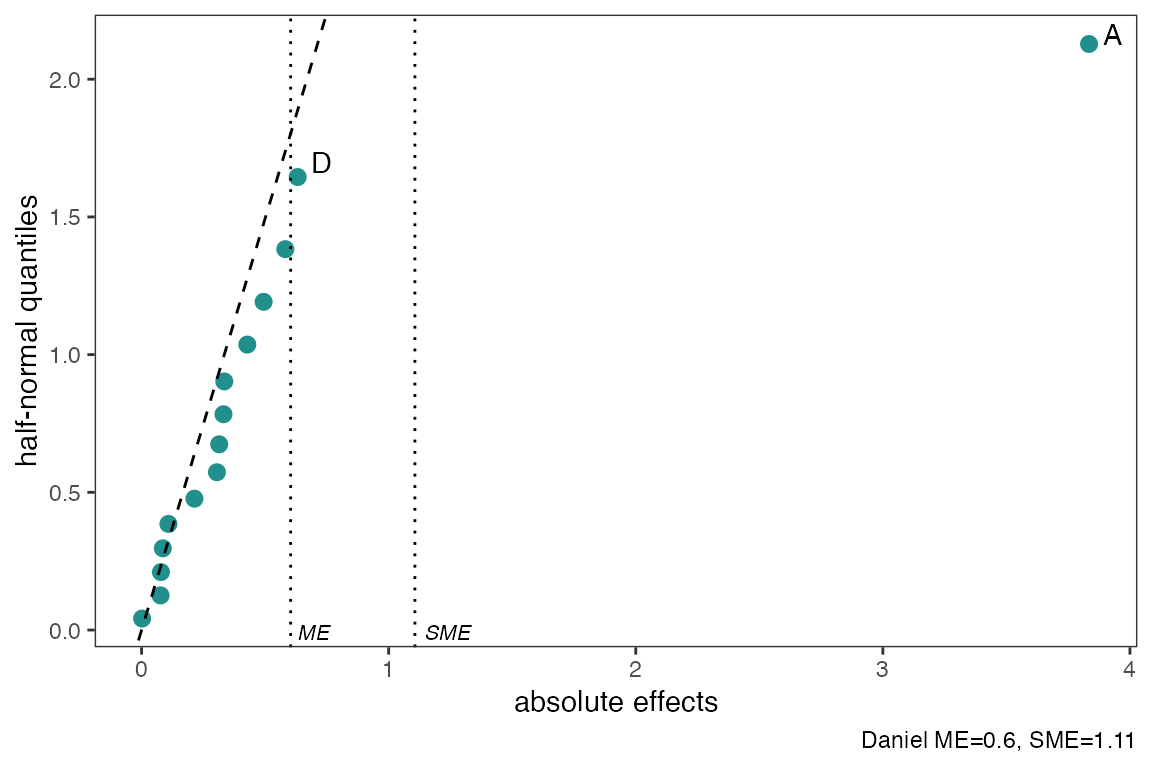 A
D
2.0
1.5
1.0
0.5
0.0
half-normal quantiles
ME
SME
0
1
2
3
4
absolute effects
Daniel ME=0.6, SME=1.11